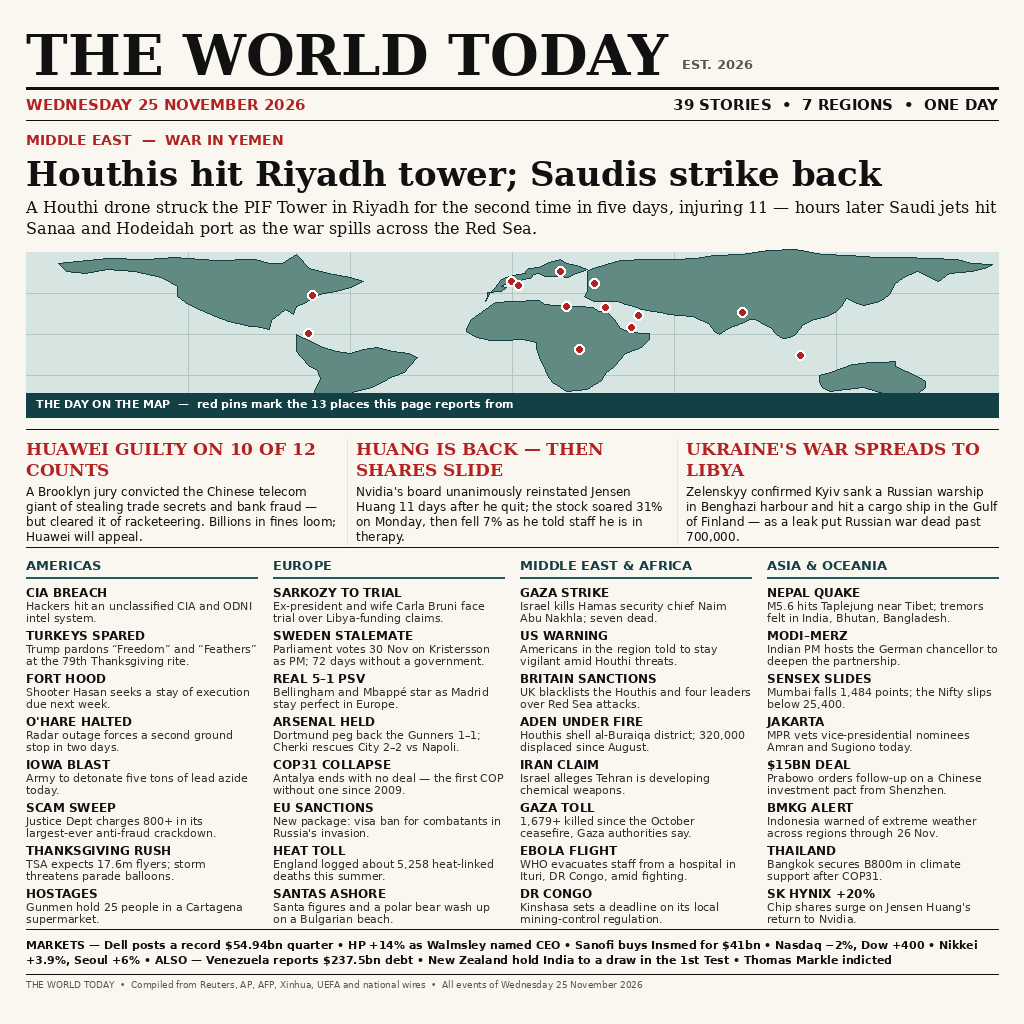 THE WORLD TODAY EST. 2026
WEDNESDAY 25 NOVEMBER 2026
39 STORIES • 7 REGIONS • ONE DAY
MIDDLE EAST — WAR IN YEMEN
Houthis hit Riyadh tower; Saudis strike back
A Houthi drone struck the PIF Tower in Riyadh for the second time in five days, injuring 11 — hours later Saudi jets hit
Sanaa and Hodeidah port as the war spills across the Red Sea.
THE DAY ON THE MAP — red pins mark the 13 places this page reports from
HUAWEI GUILTY ON 10 OF 12
COUNTS
A Brooklyn jury convicted the Chinese telecom
giant of stealing trade secrets and bank fraud —
but cleared it of racketeering. Billions in fines loom;
Huawei will appeal.
HUANG IS BACK — THEN
SHARES SLIDE
Nvidia's board unanimously reinstated Jensen
Huang 11 days after he quit; the stock soared 31%
on Monday, then fell 7% as he told staff he is in
therapy.
UKRAINE'S WAR SPREADS TO
LIBYA
Zelenskyy confirmed Kyiv sank a Russian warship
in Benghazi harbour and hit a cargo ship in the Gulf
of Finland — as a leak put Russian war dead past
700,000.
AMERICAS
CIA BREACH
Hackers hit an unclassified CIA and ODNI
intel system.
TURKEYS SPARED
Trump pardons “Freedom” and “Feathers”
at the 79th Thanksgiving rite.
FORT HOOD
Shooter Hasan seeks a stay of execution
due next week.
O'HARE HALTED
Radar outage forces a second ground
stop in two days.
IOWA BLAST
Army to detonate five tons of lead azide
today.
SCAM SWEEP
Justice Dept charges 800+ in its
largest-ever anti-fraud crackdown.
THANKSGIVING RUSH
TSA expects 17.6m flyers; storm
threatens parade balloons.
HOSTAGES
Gunmen hold 25 people in a Cartagena
supermarket.
EUROPE
SARKOZY TO TRIAL
Ex-president and wife Carla Bruni face
trial over Libya-funding claims.
SWEDEN STALEMATE
Parliament votes 30 Nov on Kristersson
as PM; 72 days without a government.
REAL 5–1 PSV
Bellingham and Mbappé star as Madrid
stay perfect in Europe.
ARSENAL HELD
Dortmund peg back the Gunners 1–1;
Cherki rescues City 2–2 vs Napoli.
COP31 COLLAPSE
Antalya ends with no deal — the first COP
without one since 2009.
EU SANCTIONS
New package: visa ban for combatants in
Russia's invasion.
HEAT TOLL
England logged about 5,258 heat-linked
deaths this summer.
SANTAS ASHORE
Santa figures and a polar bear wash up
on a Bulgarian beach.
MIDDLE EAST & AFRICA
GAZA STRIKE
Israel kills Hamas security chief Naim
Abu Nakhla; seven dead.
US WARNING
Americans in the region told to stay
vigilant amid Houthi threats.
BRITAIN SANCTIONS
UK blacklists the Houthis and four leaders
over Red Sea attacks.
ADEN UNDER FIRE
Houthis shell al-Buraiqa district; 320,000
displaced since August.
IRAN CLAIM
Israel alleges Tehran is developing
chemical weapons.
GAZA TOLL
1,679+ killed since the October
ceasefire, Gaza authorities say.
EBOLA FLIGHT
WHO evacuates staff from a hospital in
Ituri, DR Congo, amid fighting.
DR CONGO
Kinshasa sets a deadline on its local
mining-control regulation.
ASIA & OCEANIA
NEPAL QUAKE
M5.6 hits Taplejung near Tibet; tremors
felt in India, Bhutan, Bangladesh.
MODI–MERZ
Indian PM hosts the German chancellor to
deepen the partnership.
SENSEX SLIDES
Mumbai falls 1,484 points; the Nifty slips
below 25,400.
JAKARTA
MPR vets vice-presidential nominees
Amran and Sugiono today.
$15BN DEAL
Prabowo orders follow-up on a Chinese
investment pact from Shenzhen.
BMKG ALERT
Indonesia warned of extreme weather
across regions through 26 Nov.
THAILAND
Bangkok secures B800m in climate
support after COP31.
SK HYNIX +20%
Chip shares surge on Jensen Huang's
return to Nvidia.
MARKETS — Dell posts a record $54.94bn quarter • HP +14% as Walmsley named CEO • Sanofi buys Insmed for $41bn • Nasdaq −2%, Dow +400 • Nikkei
+3.9%, Seoul +6% • ALSO — Venezuela reports $237.5bn debt • New Zealand hold India to a draw in the 1st Test • Thomas Markle indicted
THE WORLD TODAY • Compiled from Reuters, AP, AFP, Xinhua, UEFA and national wires • All events of Wednesday 25 November 2026